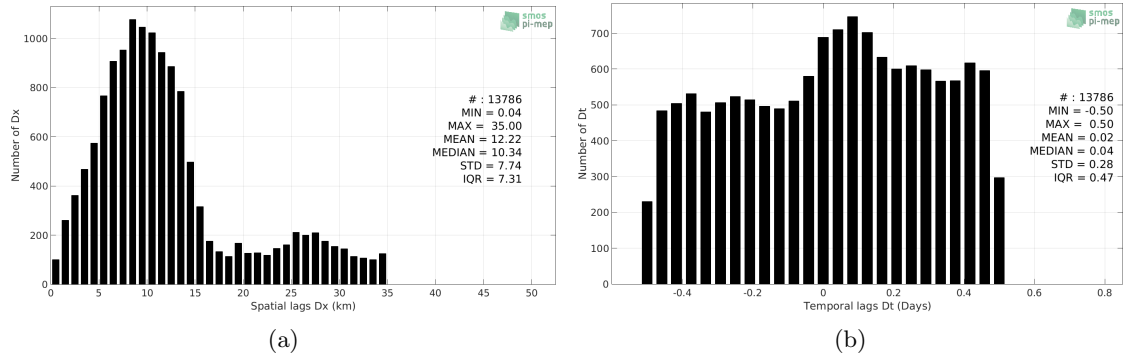 smos
pi-mep
Number of Dx
1000
800
600
400
200
0
# : 13786
MIN = 0.04
MAX = 35.00
MEAN = 12.22
MEDIAN = 10.34
STD = 7.74
IQR = 7.31
0 5 10 15 20 25 30 35 40 45 50
Spatial lags Dx (km)
(a)
smos
pi-mep
Number of Dt
700
600
500
400
300
200
100
0
# : 13786
MIN = -0.50
MAX = 0.50
MEAN = 0.02
MEDIAN = 0.04
STD = 0.28
IQR = 0.47
-0.4 -0.2 0 0.2 0.4 0.6 0.8
Temporal lags Dt (Days)
(b)